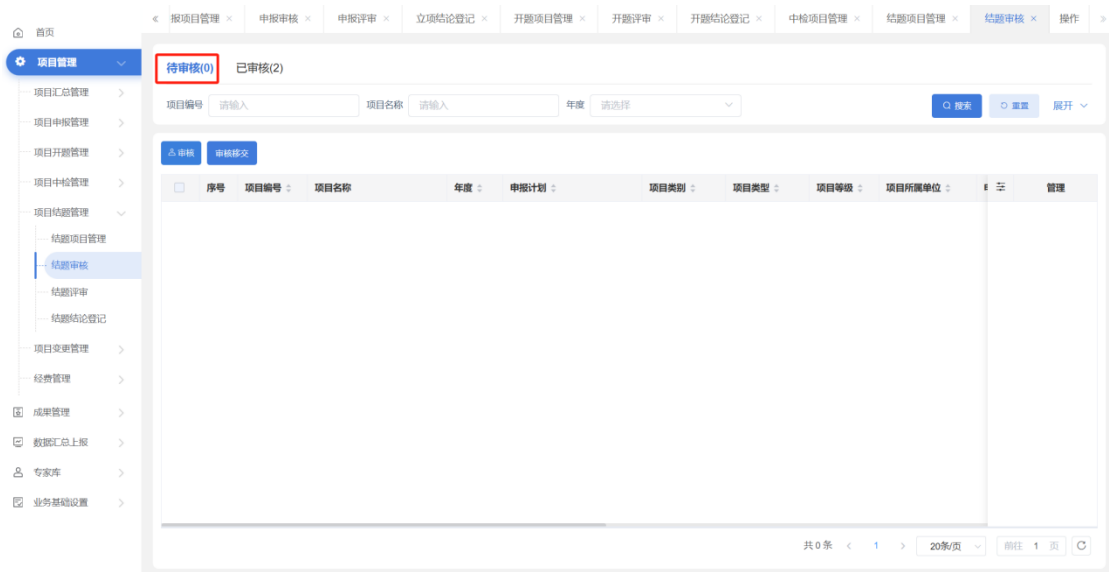 报项目管理 申报审核 申报评审 立项结论登记 开题项目管理 开题评审 开题结论登记 中检项目管理 结题项目管理 结题审核 操作
首页
项目管理
项目汇总管理
项目申报管理
项目开题管理
项目中检管理
项目结题管理
结题项目管理
结题审核
结题评审
结题结论登记
项目变更管理
经费管理
成果管理
数据汇总上报
专家库
业务基础设置
待审核(0) 已审核(2)
项目编号 请输入 项目名称 请输入 年度 请选择 搜索 重置 展开
审核 审核移交
序号 项目编号 项目名称 年度 申报计划 项目类别 项目类型 项目等级 项目所属单位 管理
共0条 1 20条/页 前往 1 页